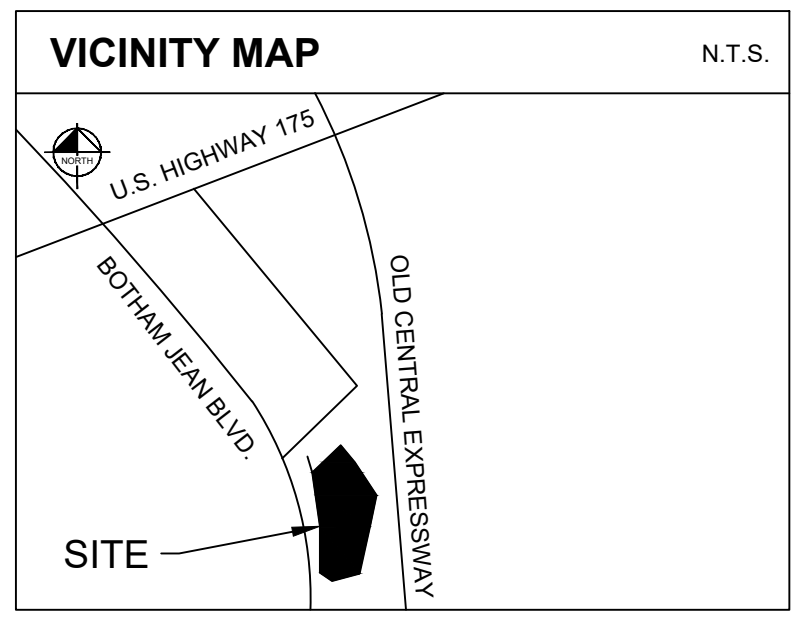 VICINITY MAP
N.T.S.
NORTH
U.S. HIGHWAY 175
BOTHAM JEAN BLVD.
OLD CENTRAL EXPRESSWAY
SITE